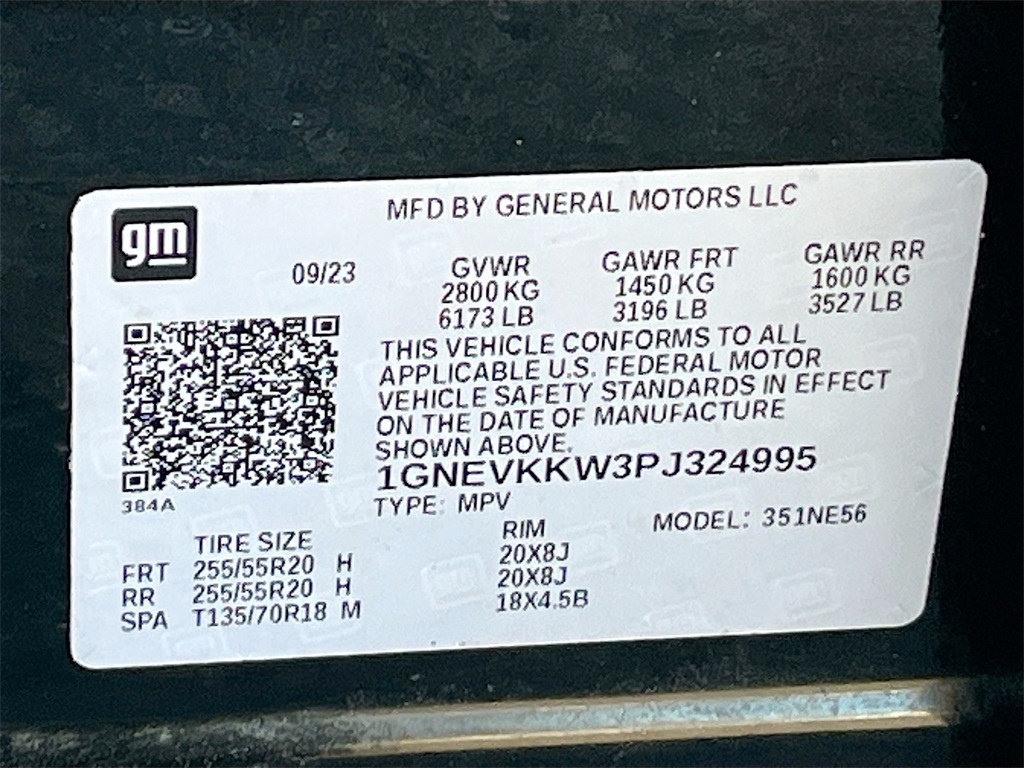 gm
MFD BY GENERAL MOTORS LLC
09/23
GVWR GAWR FRT GAWR RR
2800 KG 1450 KG 1600 KG
6173 LB 3196 LB 3527 LB
THIS VEHICLE CONFORMS TO ALL
APPLICABLE U.S. FEDERAL MOTOR
VEHICLE SAFETY STANDARDS IN EFFECT
ON THE DATE OF MANUFACTURE
SHOWN ABOVE.
1GNEVKKW3PJ324995
384A
TYPE: MPV
MODEL: 351NE56
TIRE SIZE RIM
FRT 255/55R20 H 20X8J
RR 255/55R20 H 20X8J
SPA T135/70R18 M 18X4.5B